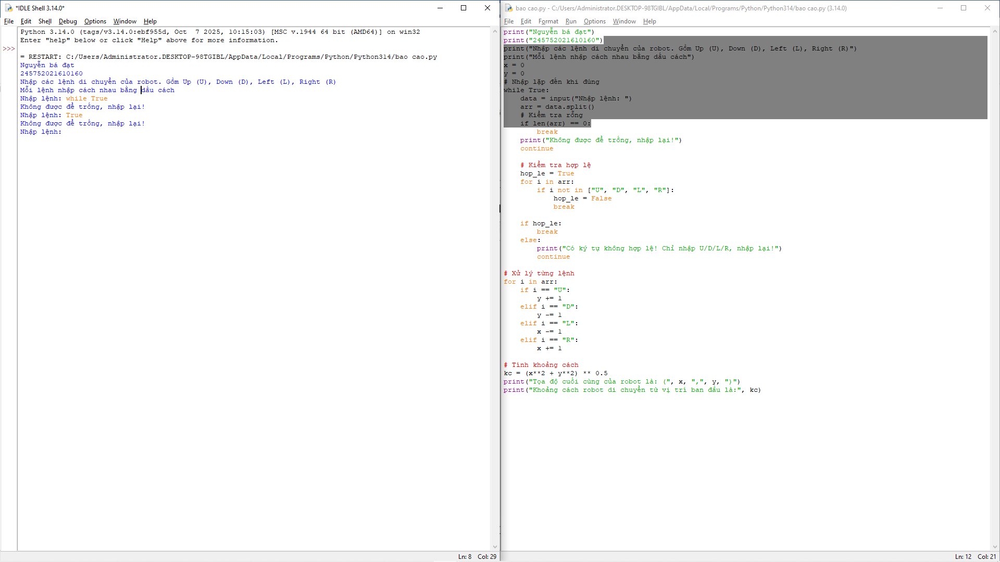 *IDLE Shell 3.14.0*
File Edit Shell Debug Options Window Help
Python 3.14.0 (tags/v3.14.0:ebf955d, Oct  7 2025, 10:15:03) [MSC v.1944 64 bit (AMD64)] on win32
Enter "help" below or click "Help" above for more information.
>>>
= RESTART: C:/Users/Administrator.DESKTOP-98TGIBL/AppData/Local/Programs/Python/Python314/bao cao.py
Nguyễn bá đạt
245752021610160
Nhập các lệnh di chuyển của robot. Gồm Up (U), Down (D), Left (L), Right (R)
Mỗi lệnh nhập cách nhau bằng dấu cách
Nhập lệnh: while True
Không được để trống, nhập lại!
Nhập lệnh: True
Không được để trống, nhập lại!
Nhập lệnh:
Ln: 8 Col: 29
bao cao.py - C:/Users/Administrator.DESKTOP-98TGIBL/AppData/Local/Programs/Python/Python314/bao cao.py (3.14.0)
File Edit Format Run Options Window Help
print("Nguyễn bá đạt")
print("245752021610160")
print("Nhập các lệnh di chuyển của robot. Gồm Up (U), Down (D), Left (L), Right (R)")
print("Mỗi lệnh nhập cách nhau bằng dấu cách")
x = 0
y = 0
# Nhập lặp đến khi đúng
while True:
    data = input("Nhập lệnh: ")
    arr = data.split()
    # Kiểm tra rỗng
    if len(arr) == 0:
        break
    print("Không được để trống, nhập lại!")
    continue
    # Kiểm tra hợp lệ
    hop_le = True
    for i in arr:
        if i not in ["U", "D", "L", "R"]:
            hop_le = False
            break
    if hop_le:
        break
    else:
        print("Có ký tự không hợp lệ! Chỉ nhập U/D/L/R, nhập lại!")
        continue
# Xử lý từng lệnh
for i in arr:
    if i == "U":
        y += 1
    elif i == "D":
        y -= 1
    elif i == "L":
        x -= 1
    elif i == "R":
        x += 1
# Tính khoảng cách
kc = (x**2 + y**2) ** 0.5
print("Tọa độ cuối cùng của robot là: (", x, ",", y, ")")
print("Khoảng cách robot di chuyển từ vị trí ban đầu là:", kc)
Ln: 12 Col: 21